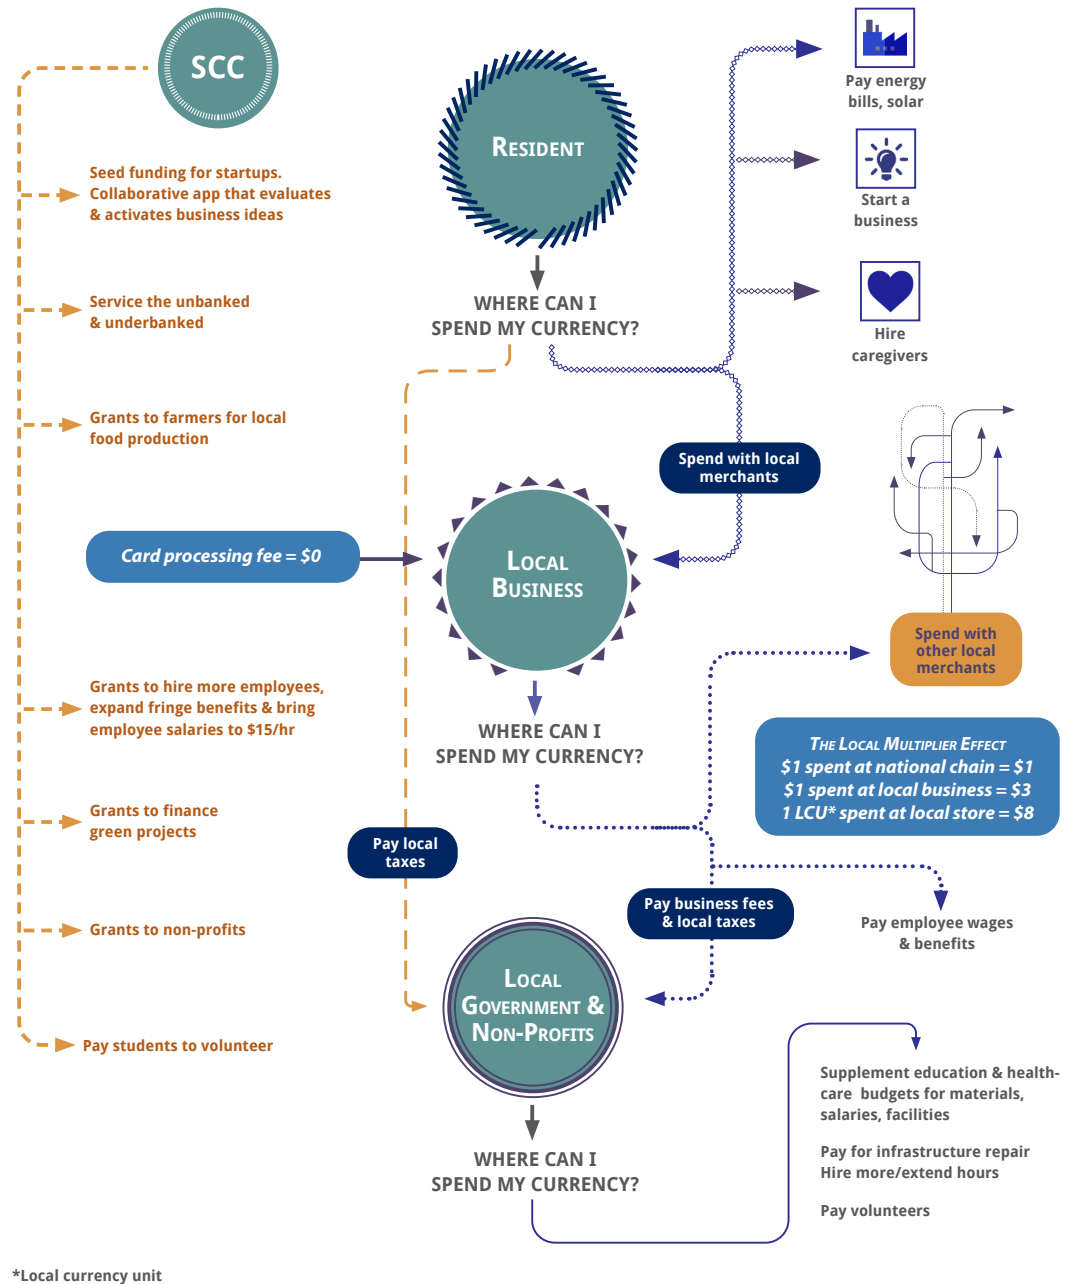 SCC
Seed funding for startups.
Collaborative app that evaluates
& activates business ideas
Service the unbanked
& underbanked
Grants to farmers for local
food production
Card processing fee = $0
Grants to hire more employees,
expand fringe benefits & bring
employee salaries to $15/hr
Grants to finance
green projects
Grants to non-profits
Pay students to volunteer
RESIDENT
WHERE CAN I
SPEND MY CURRENCY?
Pay energy
bills, solar
Start a
business
Hire
caregivers
Spend with local
merchants
LOCAL
BUSINESS
WHERE CAN I
SPEND MY CURRENCY?
Spend with
other local
merchants
THE LOCAL MULTIPLIER EFFECT
$1 spent at national chain = $1
$1 spent at local business = $3
1 LCU* spent at local store = $8
Pay local
taxes
Pay business fees
& local taxes
Pay employee wages
& benefits
LOCAL
GOVERNMENT &
NON-PROFITS
WHERE CAN I
SPEND MY CURRENCY?
Supplement education & health-
care budgets for materials,
salaries, facilities
Pay for infrastructure repair
Hire more/extend hours
Pay volunteers
*Local currency unit